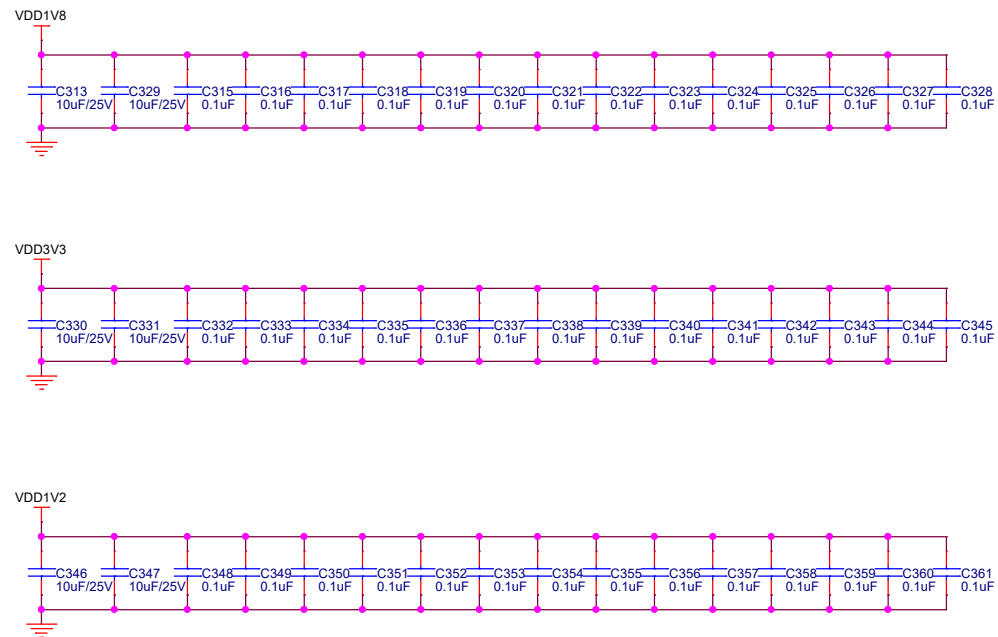 VDD1V8
C313 C329 C315 C316 C317 C318 C319 C320 C321 C322 C323 C324 C325 C326 C327 C328
10uF/25V 10uF/25V 0.1uF 0.1uF 0.1uF 0.1uF 0.1uF 0.1uF 0.1uF 0.1uF 0.1uF 0.1uF 0.1uF 0.1uF 0.1uF 0.1uF
VDD3V3
C330 C331 C332 C333 C334 C335 C336 C337 C338 C339 C340 C341 C342 C343 C344 C345
10uF/25V 10uF/25V 0.1uF 0.1uF 0.1uF 0.1uF 0.1uF 0.1uF 0.1uF 0.1uF 0.1uF 0.1uF 0.1uF 0.1uF 0.1uF 0.1uF
VDD1V2
C346 C347 C348 C349 C350 C351 C352 C353 C354 C355 C356 C357 C358 C359 C360 C361
10uF/25V 10uF/25V 0.1uF 0.1uF 0.1uF 0.1uF 0.1uF 0.1uF 0.1uF 0.1uF 0.1uF 0.1uF 0.1uF 0.1uF 0.1uF 0.1uF